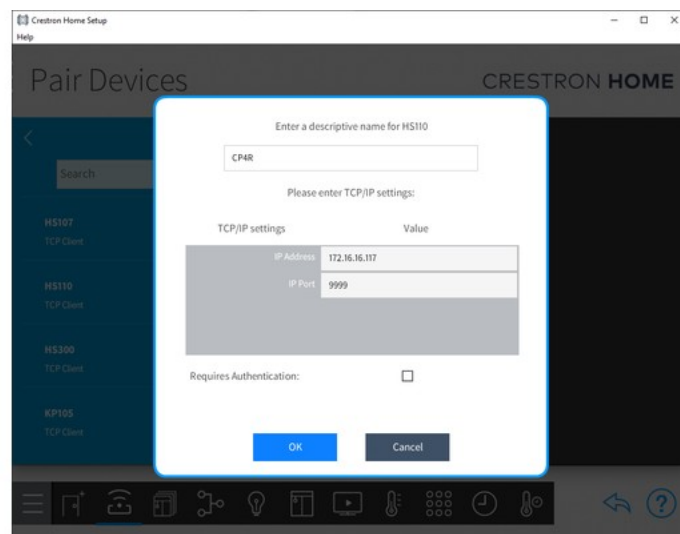 Crestron Home Setup
Help
Pair Devices
CRESTRON HOME
Enter a descriptive name for HS110
CP4R
Please enter TCP/IP settings:
Search
TCP/IP settings Value
HS107
TCP Client
IP Address 172.16.16.117
IP Port 9999
HS110
TCP Client
HS300
TCP Client
Requires Authentication:
KP105
TCP Client
OK Cancel
?